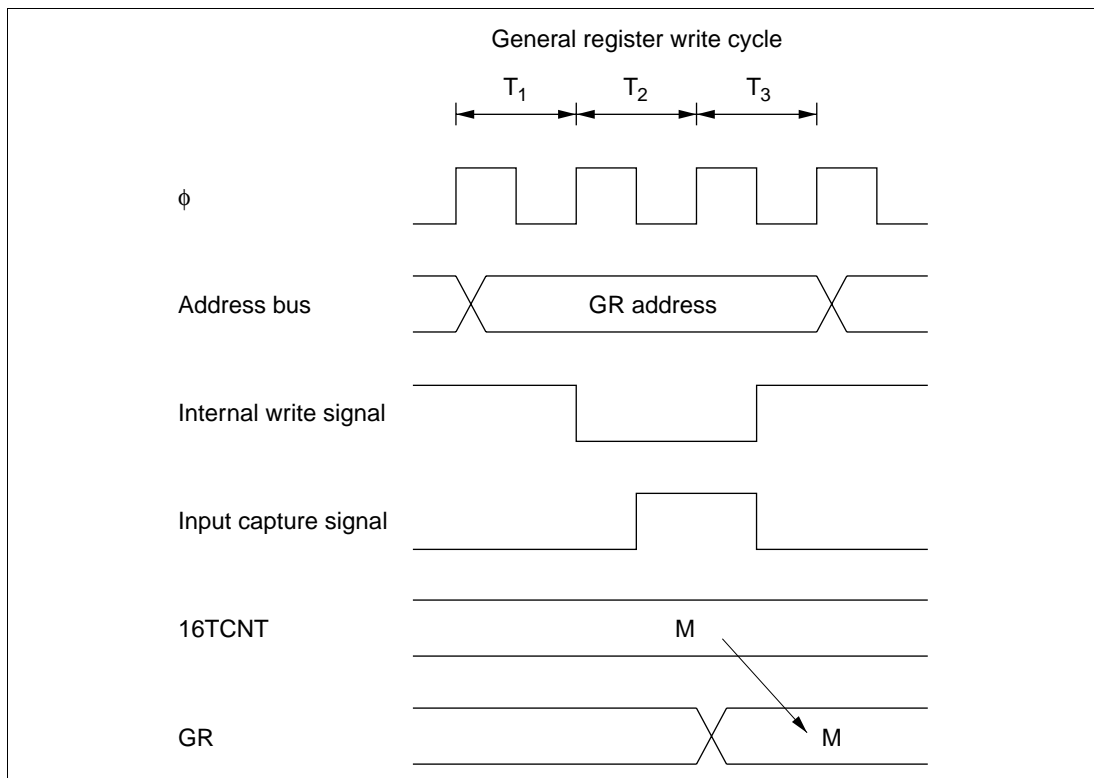 General register write cycle
T1 T2 T3
φ
Address bus GR address
Internal write signal
Input capture signal
16TCNT M
GR M